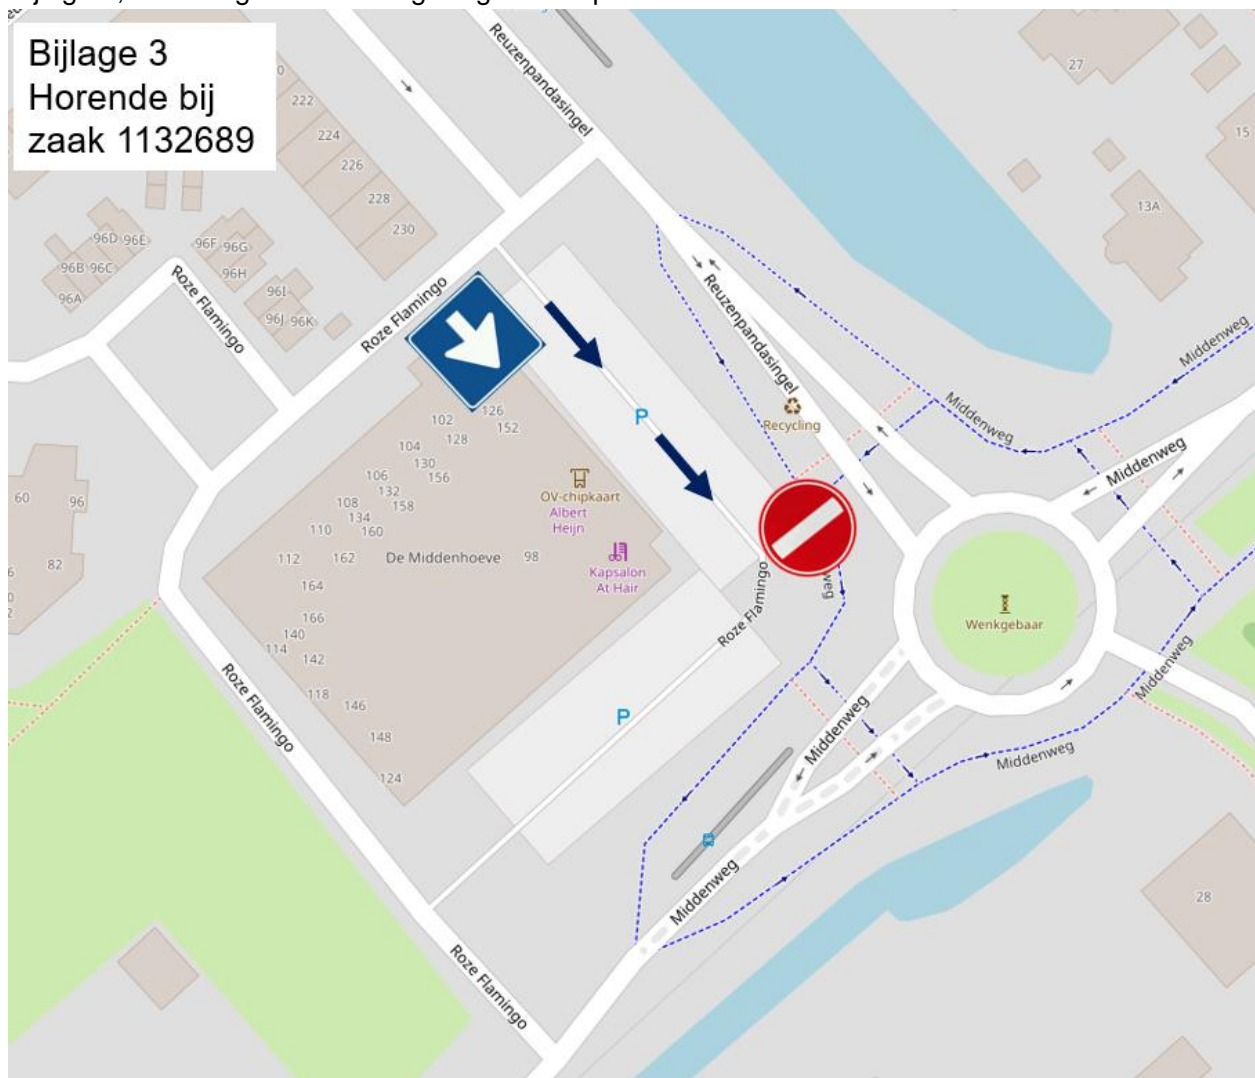 Bijlage 3
Horende bij
zaak 1132689
Reuzenpandasingel
27
15
13A
222
224
226
228
230
96D
96E
96F
96G
96B
96C
96H
96A
96I
96J
96K
Roze Flamingo
Roze Flamingo
Reuzenpandasingel
Middenweg
Middenweg
Middenweg
Recycling
P
102
126
152
128
104
130
156
106
132
158
108
134
160
110
112
162
De Middenhoeve
98
OV-chipkaart
Albert
Heijn
Kapsalon
At Hair
164
166
140
114
142
118
146
148
124
60
96
82
Roze Flamingo
Wenkgebaar
Middenweg
Middenweg
Middenweg
P
Roze Flamingo
Middenweg
28
Roze Flamingo